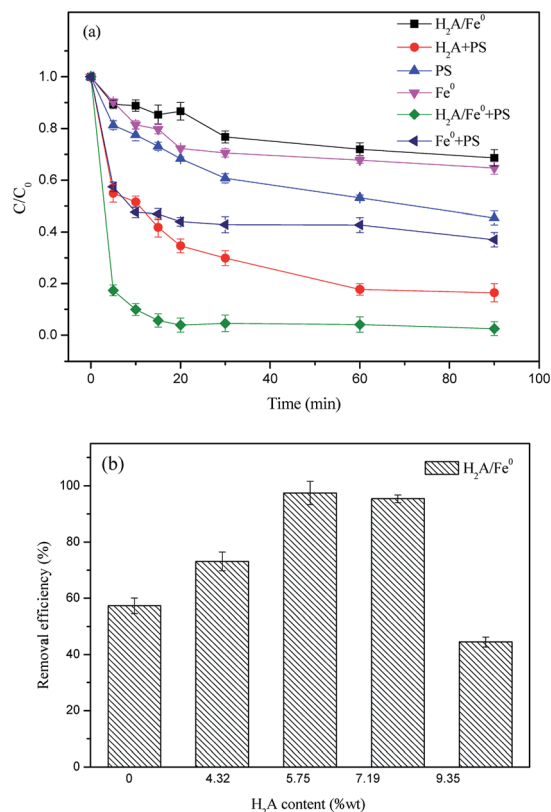 (a)
H₂A/Fe⁰
H₂A+PS
PS
Fe⁰
H₂A/Fe⁰+PS
Fe⁰+PS
1.0
0.8
0.6
0.4
0.2
0.0
C/C₀
0 20 40 60 80 100
Time (min)
(b)
H₂A/Fe⁰
100
80
60
40
20
0
Removal efficiency (%)
0 4.32 5.75 7.19 9.35
H₂A content (%wt)